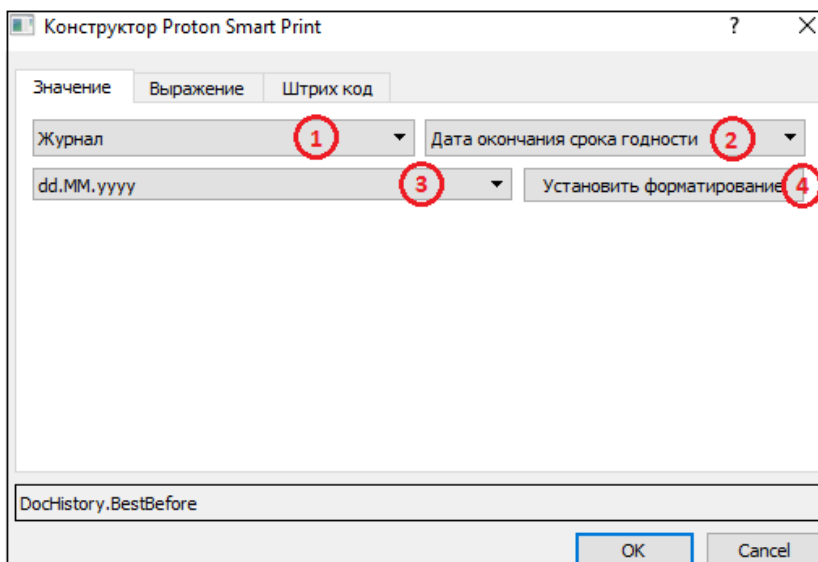 Конструктор Proton Smart Print ?
Значение Выражение Штрих код
Журнал 1 Дата окончания срока годности 2
dd.MM.yyyy 3 Установить форматирование 4
DocHistory.BestBefore
OK Cancel